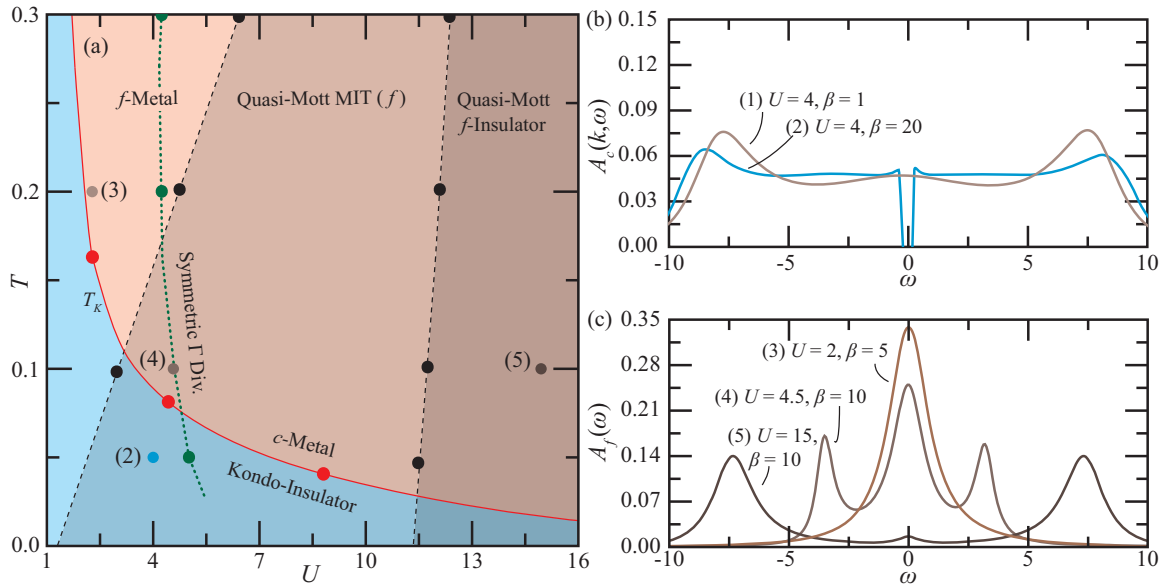 (a)
0.3
0.2
0.1
0.0
T
1
4
7
10
13
16
U
f-Metal
Quasi-Mott MIT (f)
Quasi-Mott
f-Insulator
(3)
T_K
Symmetric Γ Div.
(4)
(5)
(2)
c-Metal
Kondo-Insulator
(b)
0.15
0.12
0.09
0.06
0.03
0.00
A_c(k,ω)
(1) U = 4, β = 1
(2) U = 4, β = 20
-10
-5
0
5
10
ω
(c)
0.35
0.28
0.21
0.14
0.07
0.00
A_f(ω)
(3) U = 2, β = 5
(4) U = 4.5, β = 10
(5) U = 15,
β = 10
-10
-5
0
5
10
ω